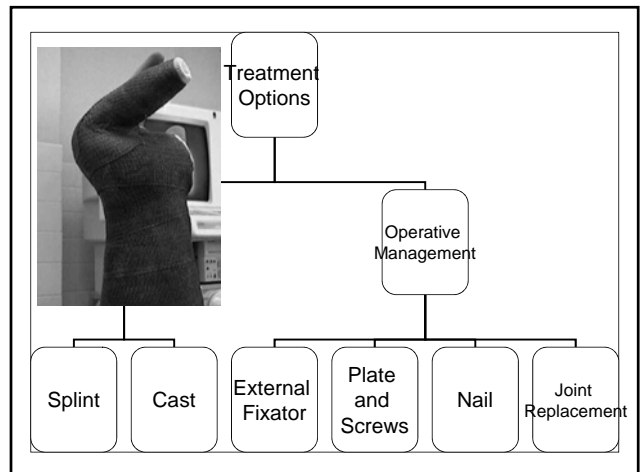 Treatment
Options
Operative
Management
Splint
Cast
External
Fixator
Plate
and
Screws
Nail
Joint
Replacement